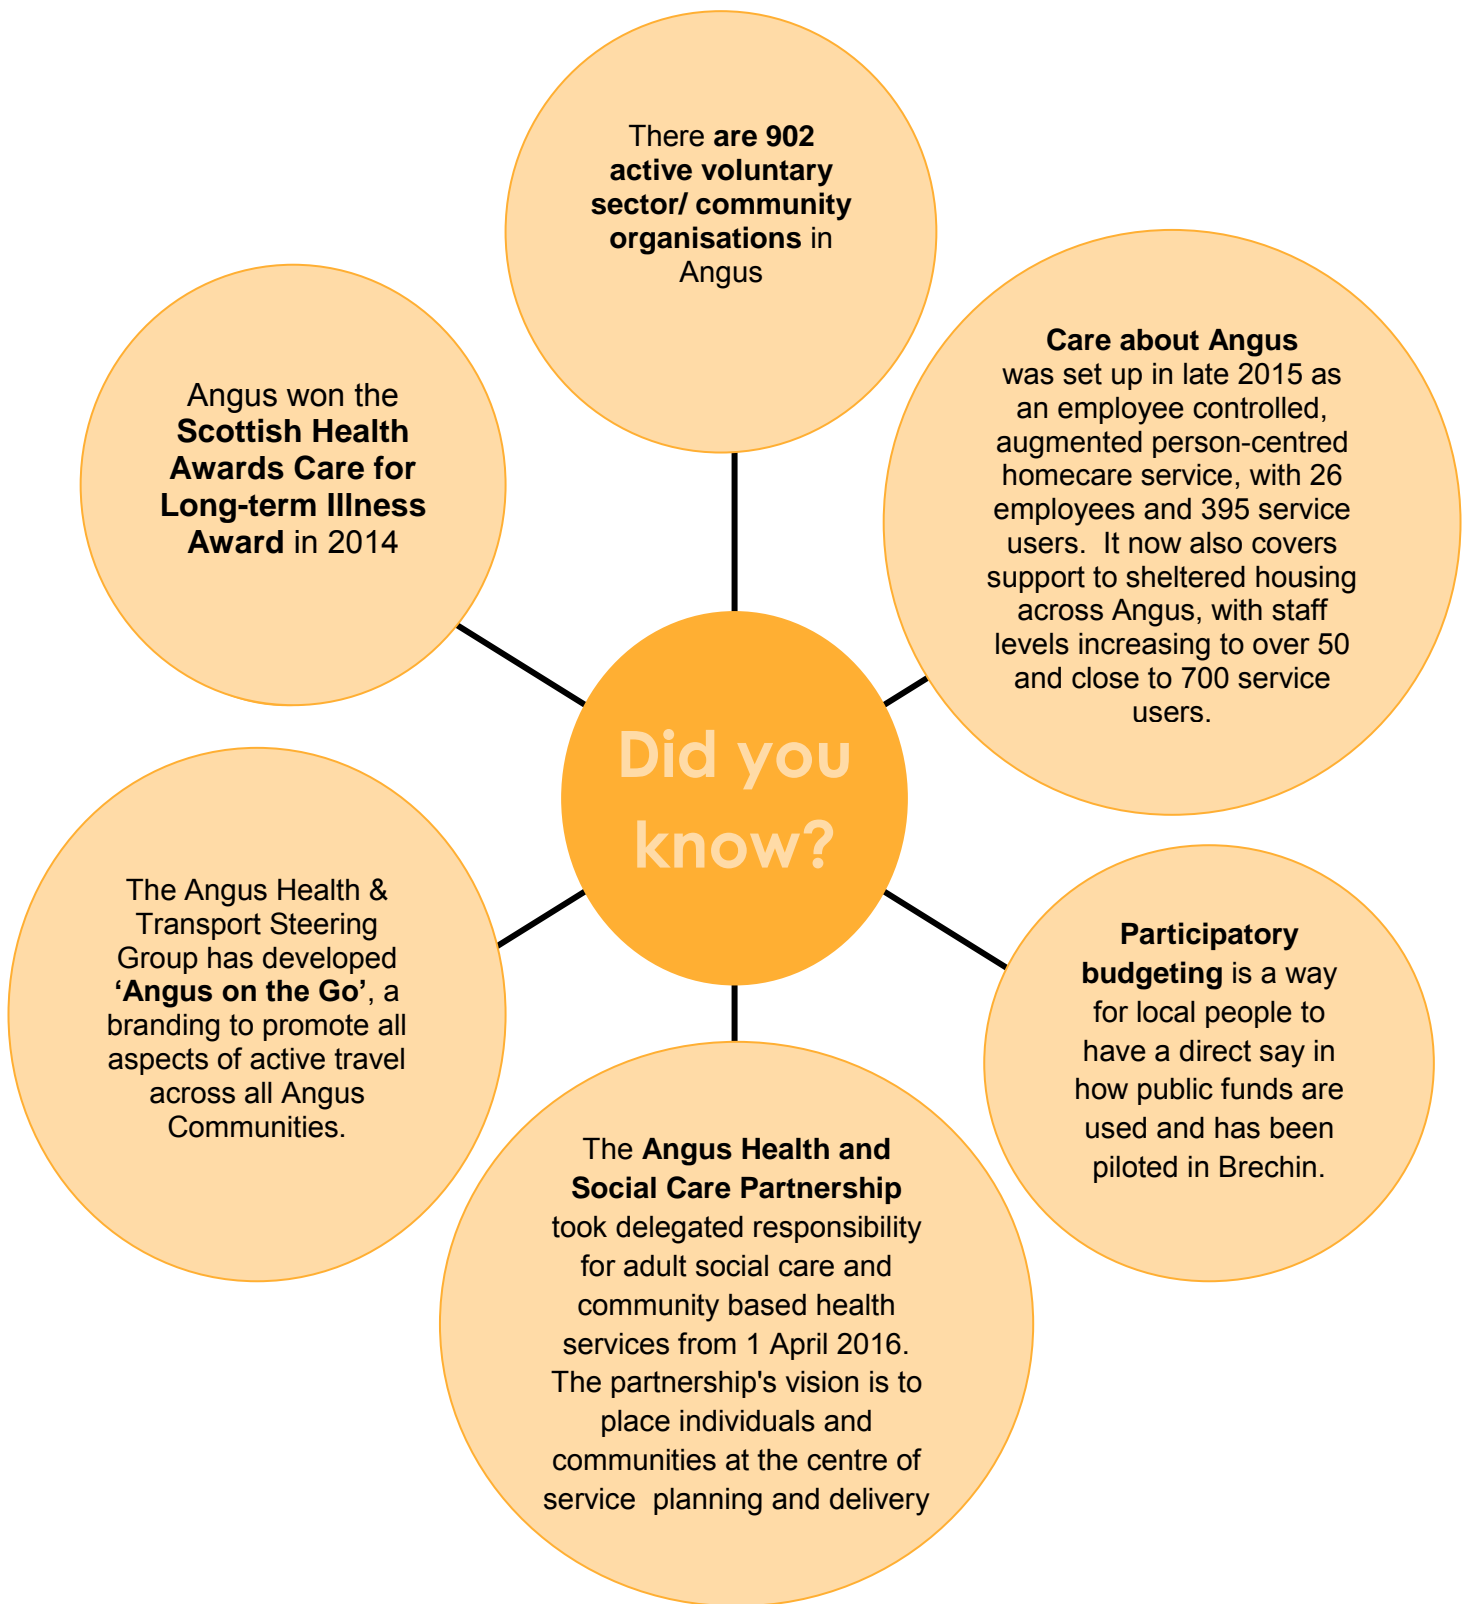 There are 902
active voluntary
sector/ community
organisations in
Angus
Care about Angus
was set up in late 2015 as
an employee controlled,
augmented person-centred
homecare service, with 26
employees and 395 service
users.  It now also covers
support to sheltered housing
across Angus, with staff
levels increasing to over 50
and close to 700 service
users.
Participatory
budgeting is a way
for local people to
have a direct say in
how public funds are
used and has been
piloted in Brechin.
The Angus Health and
Social Care Partnership
took delegated responsibility
for adult social care and
community based health
services from 1 April 2016.
The partnership's vision is to
place individuals and
communities at the centre of
service  planning and delivery
The Angus Health &
Transport Steering
Group has developed
‘Angus on the Go’, a
branding to promote all
aspects of active travel
across all Angus
Communities.
Angus won the
Scottish Health
Awards Care for
Long-term Illness
Award in 2014
Did you
know?